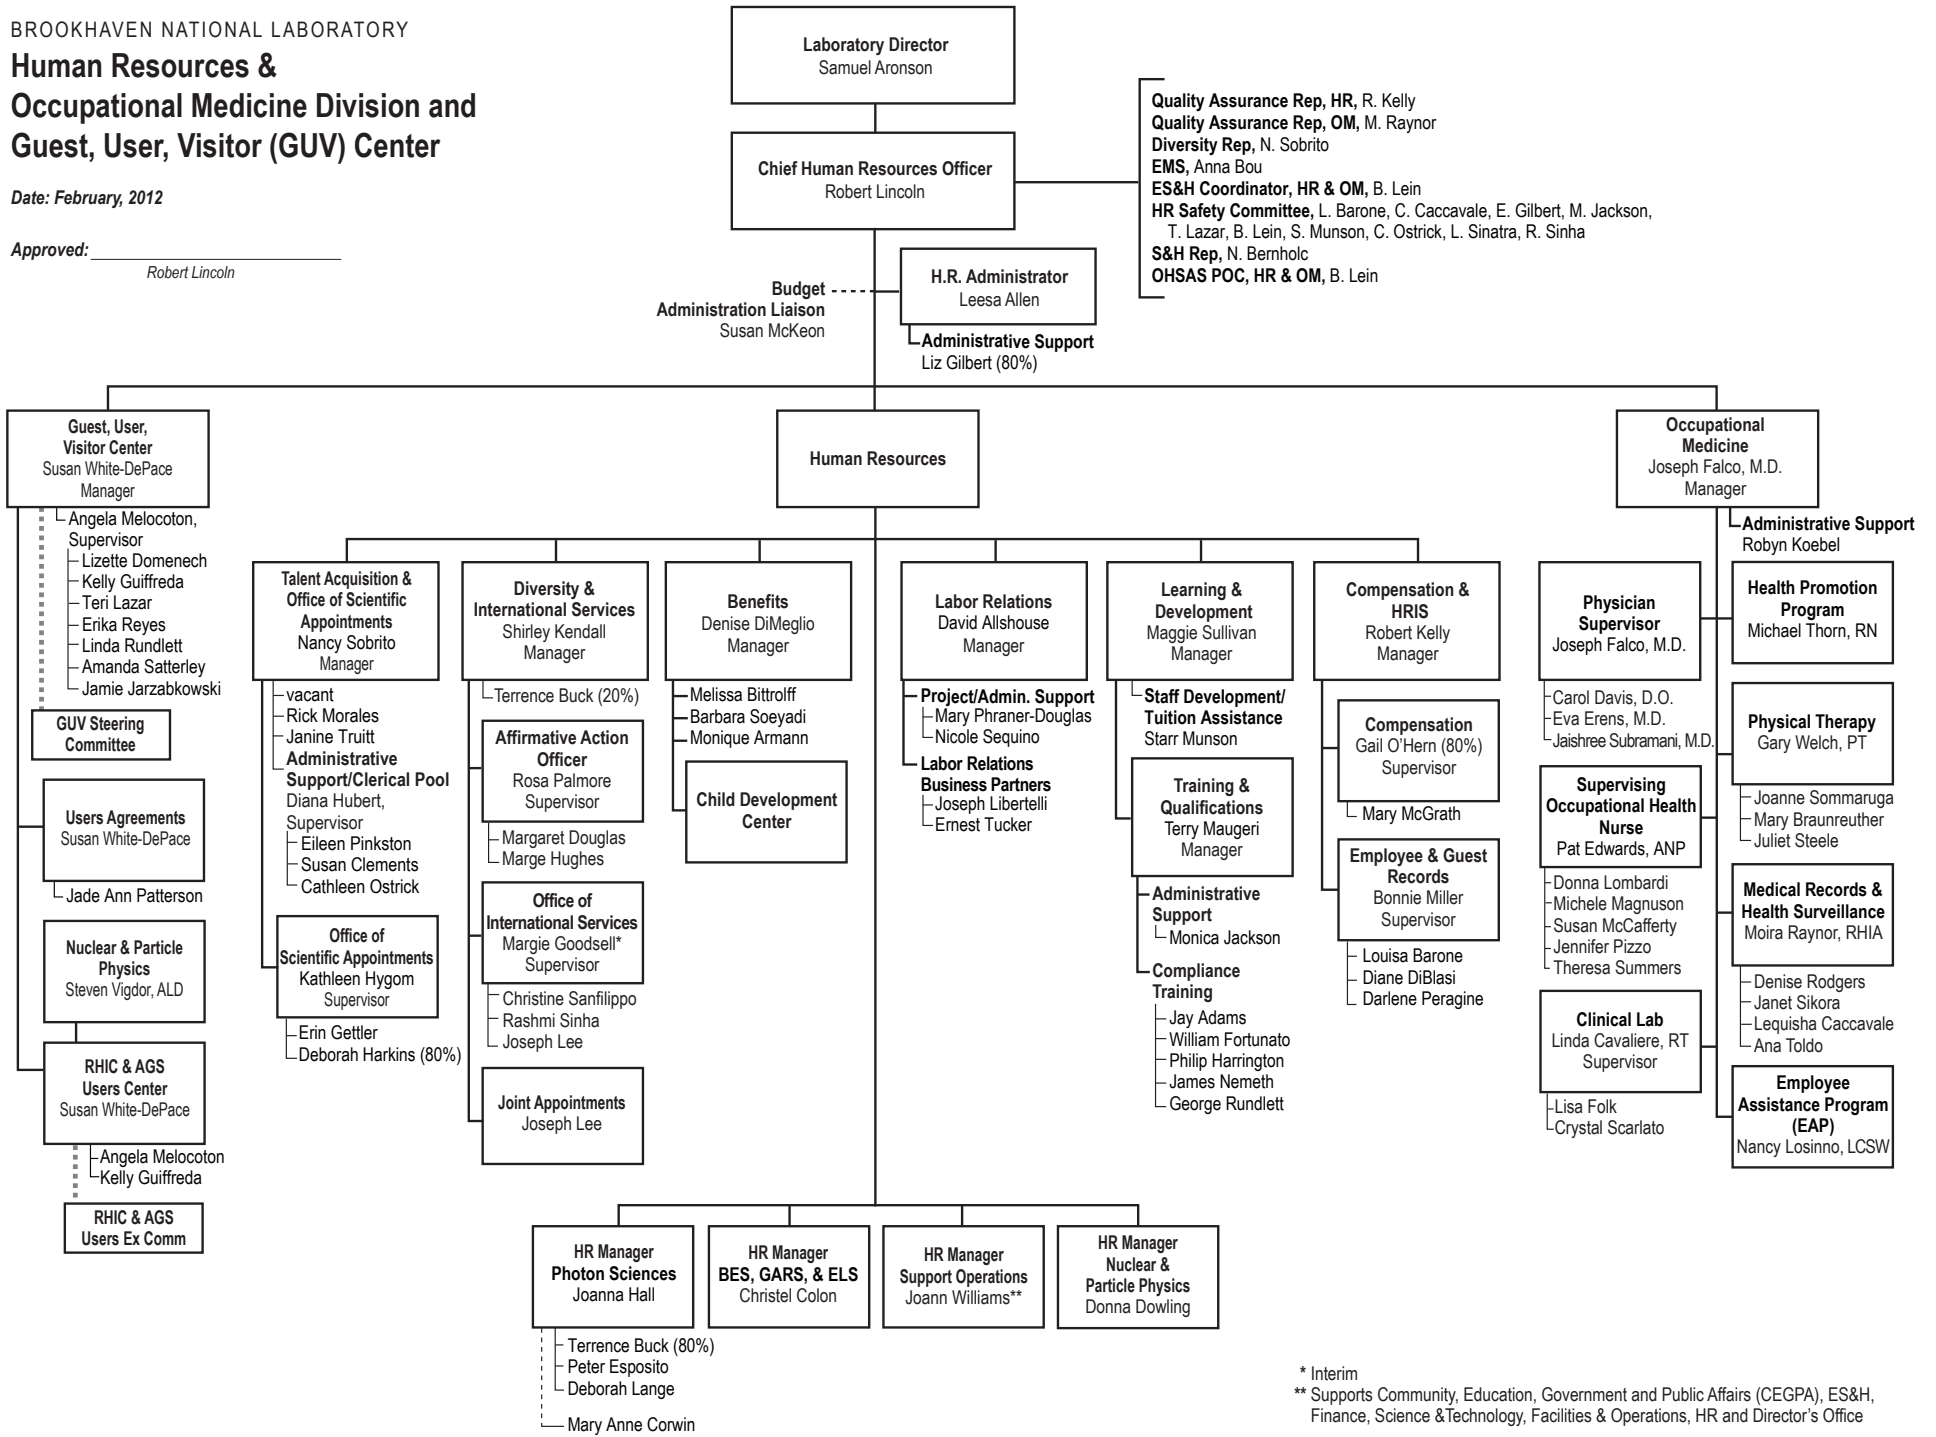 BROOKHAVEN NATIONAL LABORATORY
Human Resources &
Occupational Medicine Division and
Guest, User, Visitor (GUV) Center
Date: February, 2012
Approved:
Robert Lincoln
Laboratory Director
Samuel Aronson
Chief Human Resources Officer
Robert Lincoln
Quality Assurance Rep, HR, R. Kelly
Quality Assurance Rep, OM, M. Raynor
Diversity Rep, N. Sobrito
EMS, Anna Bou
ES&H Coordinator, HR & OM, B. Lein
HR Safety Committee, L. Barone, C. Caccavale, E. Gilbert, M. Jackson,
T. Lazar, B. Lein, S. Munson, C. Ostrick, L. Sinatra, R. Sinha
S&H Rep, N. Bernholc
OHSAS POC, HR & OM, B. Lein
Budget
Administration Liaison
Susan McKeon
H.R. Administrator
Leesa Allen
Administrative Support
Liz Gilbert (80%)
Guest, User,
Visitor Center
Susan White-DePace
Manager
Angela Melocoton,
Supervisor
Lizette Domenech
Kelly Guiffreda
Teri Lazar
Erika Reyes
Linda Rundlett
Amanda Satterley
Jamie Jarzabkowski
GUV Steering
Committee
Users Agreements
Susan White-DePace
Jade Ann Patterson
Nuclear & Particle
Physics
Steven Vigdor, ALD
RHIC & AGS
Users Center
Susan White-DePace
Angela Melocoton
Kelly Guiffreda
RHIC & AGS
Users Ex Comm
Human Resources
Talent Acquisition &
Office of Scientific
Appointments
Nancy Sobrito
Manager
vacant
Rick Morales
Janine Truitt
Administrative
Support/Clerical Pool
Diana Hubert,
Supervisor
Eileen Pinkston
Susan Clements
Cathleen Ostrick
Office of
Scientific Appointments
Kathleen Hygom
Supervisor
Erin Gettler
Deborah Harkins (80%)
Diversity &
International Services
Shirley Kendall
Manager
Terrence Buck (20%)
Affirmative Action
Officer
Rosa Palmore
Supervisor
Margaret Douglas
Marge Hughes
Office of
International Services
Margie Goodsell*
Supervisor
Christine Sanfilippo
Rashmi Sinha
Joseph Lee
Joint Appointments
Joseph Lee
Benefits
Denise DiMeglio
Manager
Melissa Bittrolff
Barbara Soeyadi
Monique Armann
Child Development
Center
Labor Relations
David Allshouse
Manager
Project/Admin. Support
Mary Phraner-Douglas
Nicole Sequino
Labor Relations
Business Partners
Joseph Libertelli
Ernest Tucker
Learning &
Development
Maggie Sullivan
Manager
Staff Development/
Tuition Assistance
Starr Munson
Training &
Qualifications
Terry Maugeri
Manager
Administrative
Support
Monica Jackson
Compliance
Training
Jay Adams
William Fortunato
Philip Harrington
James Nemeth
George Rundlett
Compensation &
HRIS
Robert Kelly
Manager
Compensation
Gail O'Hern (80%)
Supervisor
Mary McGrath
Employee & Guest
Records
Bonnie Miller
Supervisor
Louisa Barone
Diane DiBlasi
Darlene Peragine
Occupational
Medicine
Joseph Falco, M.D.
Manager
Administrative Support
Robyn Koebel
Physician
Supervisor
Joseph Falco, M.D.
Carol Davis, D.O.
Eva Erens, M.D.
Jaishree Subramani, M.D.
Supervising
Occupational Health
Nurse
Pat Edwards, ANP
Donna Lombardi
Michele Magnuson
Susan McCafferty
Jennifer Pizzo
Theresa Summers
Clinical Lab
Linda Cavaliere, RT
Supervisor
Lisa Folk
Crystal Scarlato
Health Promotion
Program
Michael Thorn, RN
Physical Therapy
Gary Welch, PT
Joanne Sommaruga
Mary Braunreuther
Juliet Steele
Medical Records &
Health Surveillance
Moira Raynor, RHIA
Denise Rodgers
Janet Sikora
Lequisha Caccavale
Ana Toldo
Employee
Assistance Program
(EAP)
Nancy Losinno, LCSW
HR Manager
Photon Sciences
Joanna Hall
Terrence Buck (80%)
Peter Esposito
Deborah Lange
Mary Anne Corwin
HR Manager
BES, GARS, & ELS
Christel Colon
HR Manager
Support Operations
Joann Williams**
HR Manager
Nuclear &
Particle Physics
Donna Dowling
* Interim
** Supports Community, Education, Government and Public Affairs (CEGPA), ES&H,
Finance, Science &Technology, Facilities & Operations, HR and Director's Office